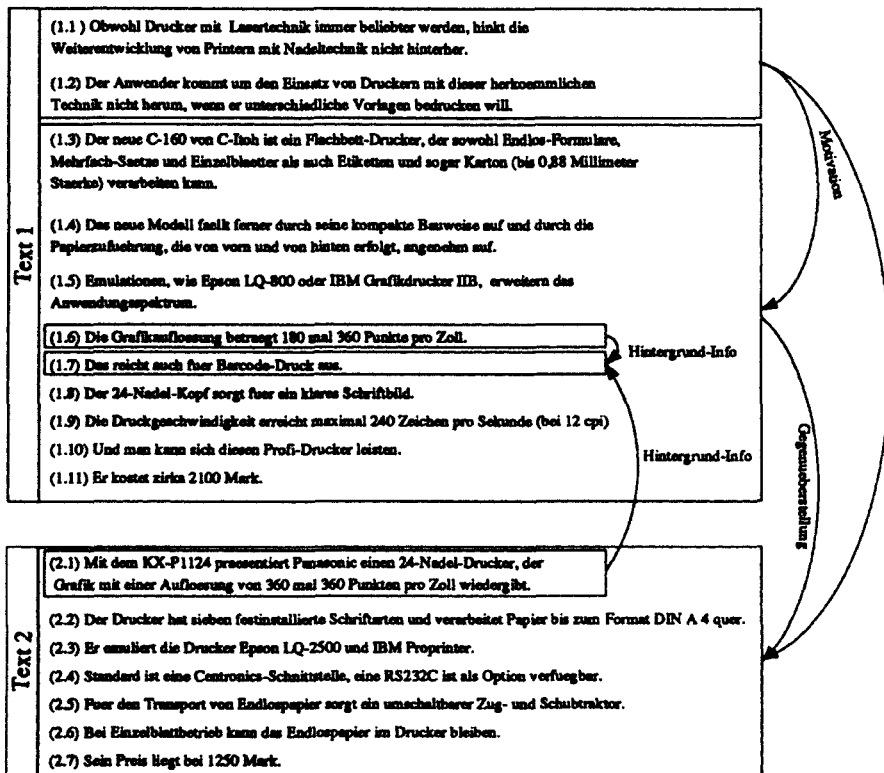 Text 1
(1.1 ) Obwohl Drucker mit Lasertechnik immer beliebter werden, hinkt die
Weiterentwicklung von Printern mit Nadeltechnik nicht hinterher.
(1.2) Der Anwender kommt um den Einsatz von Druckern mit dieser herkoemmlichen
Technik nicht herum, wenn er unterschiedliche Vorlagen bedrucken will.
(1.3) Der neue C-160 von C-Itoh ist ein Flachbett-Drucker, der sowohl Endlos-Formulare,
Mehrfach-Saetze und Einzelblaetter als auch Etiketten und sogar Karton (bis 0,88 Millimeter
Staerke) verarbeiten kann.
(1.4) Das neue Modell faellt ferner durch seine kompakte Bauweise auf und durch die
Papierzufuehrung, die von vorn und von hinten erfolgt, angenehm auf.
(1.5) Emulationen, wie Epson LQ-800 oder IBM Grafikdrucker IIB, erweitern das
Anwendungsspektrum.
(1.6) Die Grafikaufloesung betraegt 180 mal 360 Punkte pro Zoll.
(1.7) Das reicht auch fuer Barcode-Druck aus.
(1.8) Der 24-Nadel-Kopf sorgt fuer ein klares Schriftbild.
(1.9) Die Druckgeschwindigkeit erreicht maximal 240 Zeichen pro Sekunde (bei 12 cpi)
(1.10) Und man kann sich diesen Profi-Drucker leisten.
(1.11) Er kostet zirka 2100 Mark.
Motivation
Hintergrund-Info
Hintergrund-Info
Gegenueberstellung
Text 2
(2.1) Mit dem KX-P1124 praesentiert Panasonic einen 24-Nadel-Drucker, der
Grafik mit einer Aufloesung von 360 mal 360 Punkten pro Zoll wiedergibt.
(2.2) Der Drucker hat sieben festinstallierte Schriftarten und verarbeitet Papier bis zum Format DIN A 4 quer.
(2.3) Er emuliert die Drucker Epson LQ-2500 und IBM Proprinter.
(2.4) Standard ist eine Centronics-Schnittstelle, eine RS232C ist als Option verfuegbar.
(2.5) Fuer den Transport von Endlospapier sorgt ein umschaltbarer Zug- und Schubtraktor.
(2.6) Bei Einzelblattbetrieb kann das Endlospapier im Drucker bleiben.
(2.7) Sein Preis liegt bei 1250 Mark.